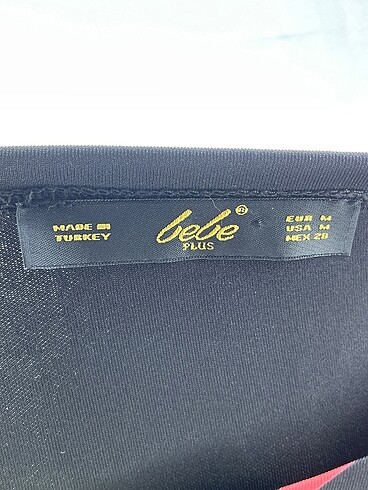 MADE IN
TURKEY
bebe®
PLUS
EUR M
USA M
MEX 28